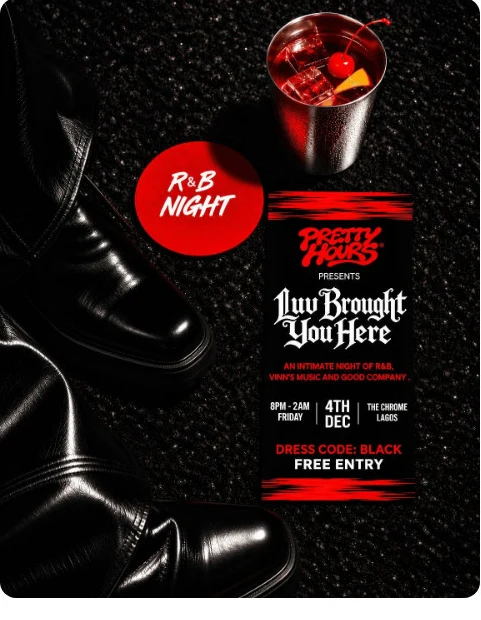 R&B
NIGHT
PRETTY
HOURS®
PRESENTS
Luv Brought
You Here
AN INTIMATE NIGHT OF R&B,
VINN'S MUSIC AND GOOD COMPANY.
8PM - 2AM
FRIDAY
4TH
DEC
THE CHROME
LAGOS
DRESS CODE: BLACK
FREE ENTRY